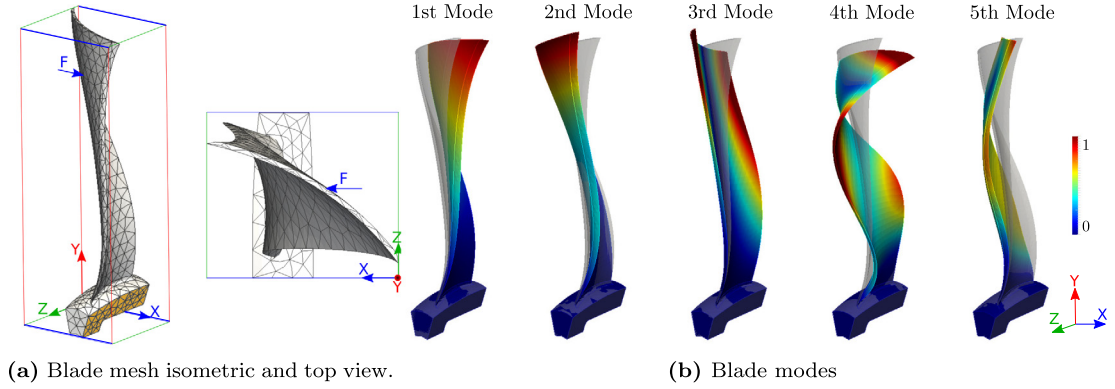 1st Mode 2nd Mode 3rd Mode 4th Mode 5th Mode
F
F
1
0
Y
Z
X
X
Z
Y
Y
Z
X
(a) Blade mesh isometric and top view.
(b) Blade modes